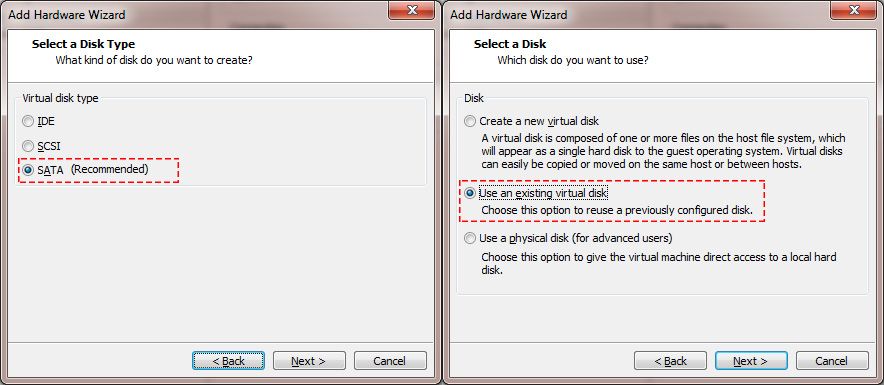 Add Hardware Wizard
Select a Disk Type
What kind of disk do you want to create?
Virtual disk type
IDE
SCSI
SATA (Recommended)
< Back Next > Cancel
Add Hardware Wizard
Select a Disk
Which disk do you want to use?
Disk
Create a new virtual disk
A virtual disk is composed of one or more files on the host file system, which
will appear as a single hard disk to the guest operating system. Virtual disks
can easily be copied or moved on the same host or between hosts.
Use an existing virtual disk
Choose this option to reuse a previously configured disk.
Use a physical disk (for advanced users)
Choose this option to give the virtual machine direct access to a local hard
disk.
< Back Next > Cancel